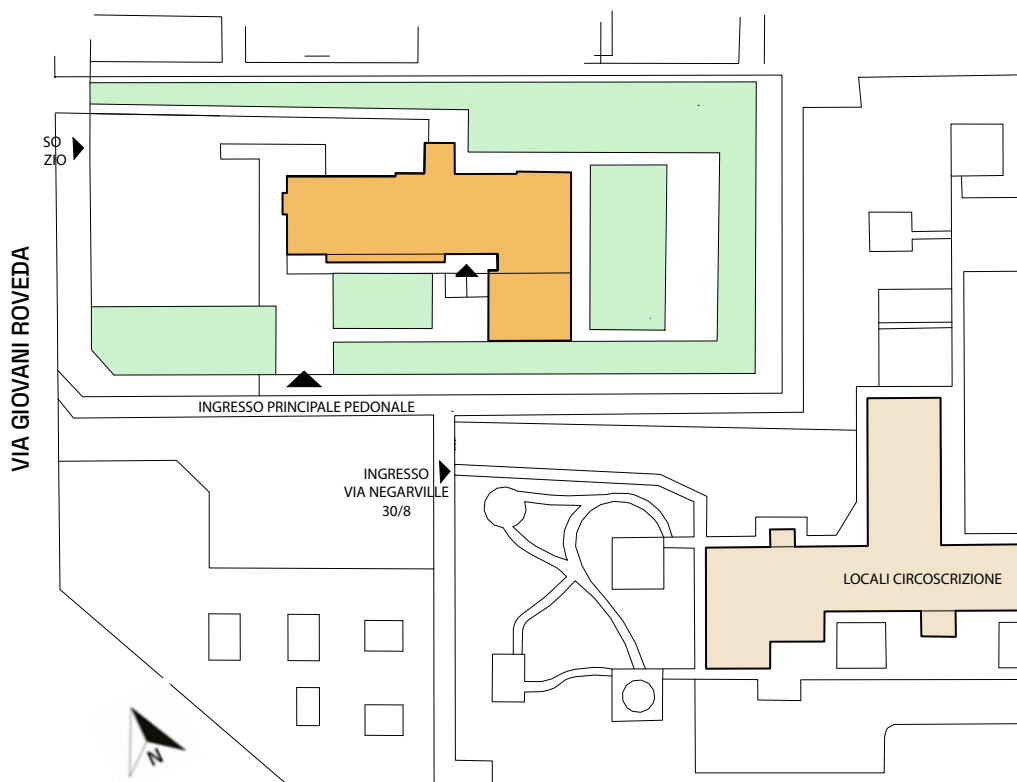 SO
ZIO
VIA GIOVANI ROVEDA
INGRESSO PRINCIPALE PEDONALE
INGRESSO
VIA NEGARVILLE
30/8
LOCALI CIRCOSCRIZIONE
N